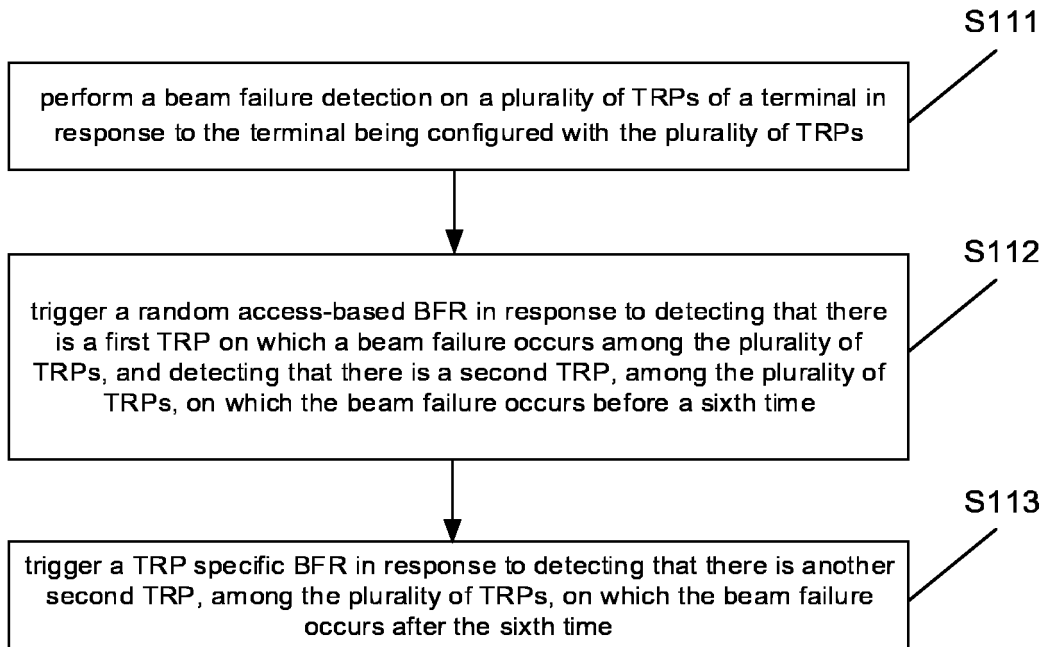 S111
perform a beam failure detection on a plurality of TRPs of a terminal in
response to the terminal being configured with the plurality of TRPs
S112
trigger a random access-based BFR in response to detecting that there
is a first TRP on which a beam failure occurs among the plurality of
TRPs, and detecting that there is a second TRP, among the plurality of
TRPs, on which the beam failure occurs before a sixth time
S113
trigger a TRP specific BFR in response to detecting that there is another
second TRP, among the plurality of TRPs, on which the beam failure
occurs after the sixth time